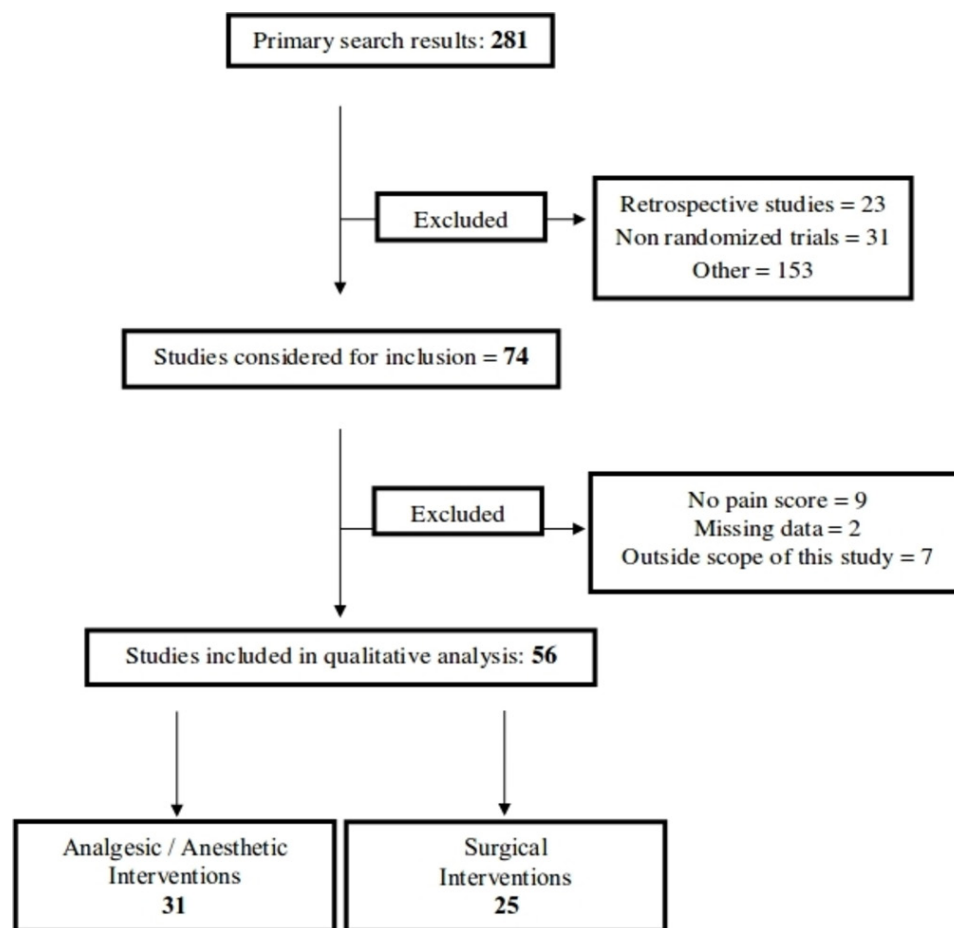 Primary search results: 281
Excluded
Retrospective studies = 23
Non randomized trials = 31
Other = 153
Studies considered for inclusion = 74
Excluded
No pain score = 9
Missing data = 2
Outside scope of this study = 7
Studies included in qualitative analysis: 56
Analgesic / Anesthetic
Interventions
31
Surgical
Interventions
25